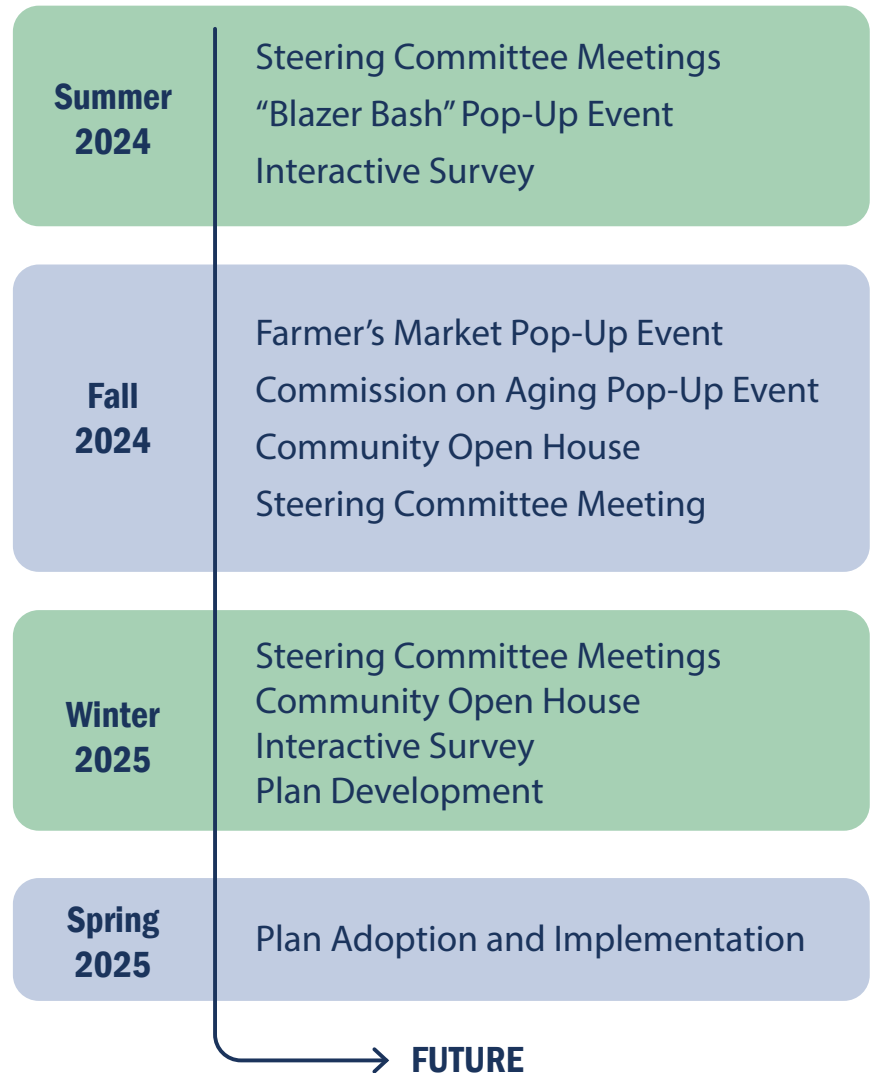 Summer
2024
Steering Committee Meetings
“Blazer Bash” Pop-Up Event
Interactive Survey
Fall
2024
Farmer’s Market Pop-Up Event
Commission on Aging Pop-Up Event
Community Open House
Steering Committee Meeting
Winter
2025
Steering Committee Meetings
Community Open House
Interactive Survey
Plan Development
Spring
2025
Plan Adoption and Implementation
FUTURE